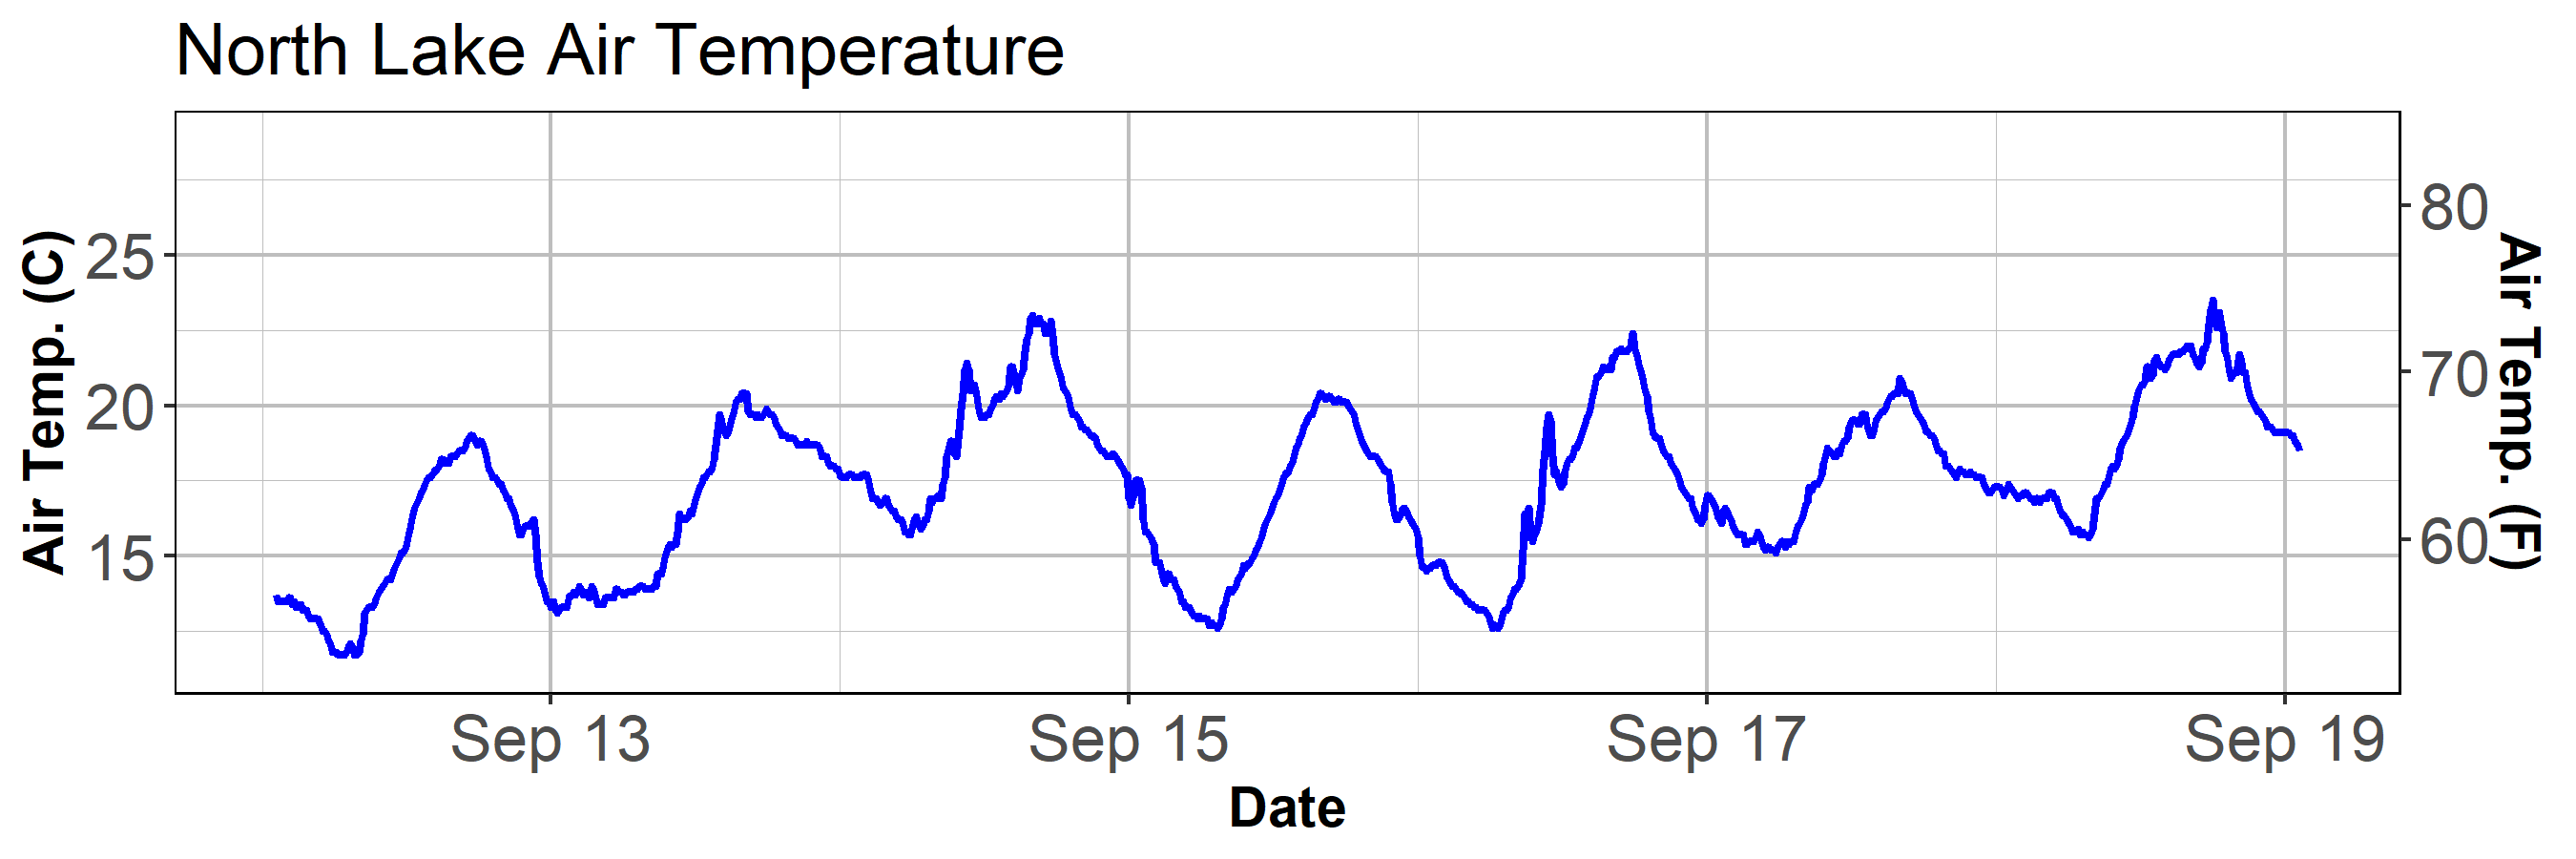 North Lake Air Temperature
Air Temp. (C)
25
20
15
80
70
60
Air Temp. (F)
Sep 13
Sep 15
Sep 17
Sep 19
Date